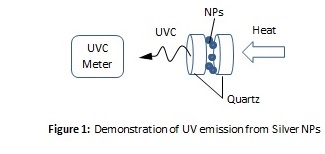 NPs
UVC
Heat
UVC
Meter
Quartz
Figure 1: Demonstration of UV emission from Silver NPs